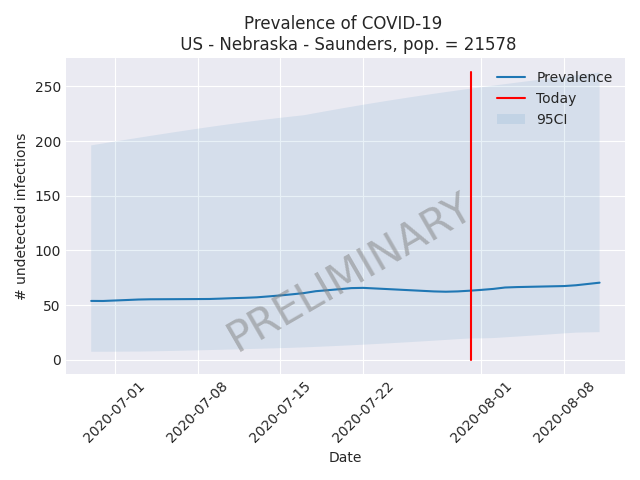 Prevalence of COVID-19
US - Nebraska - Saunders, pop. = 21578
# undetected infections
250
200
150
100
50
0
Prevalence
Today
95CI
PRELIMINARY
2020-07-01
2020-07-08
2020-07-15
2020-07-22
2020-08-01
2020-08-08
Date